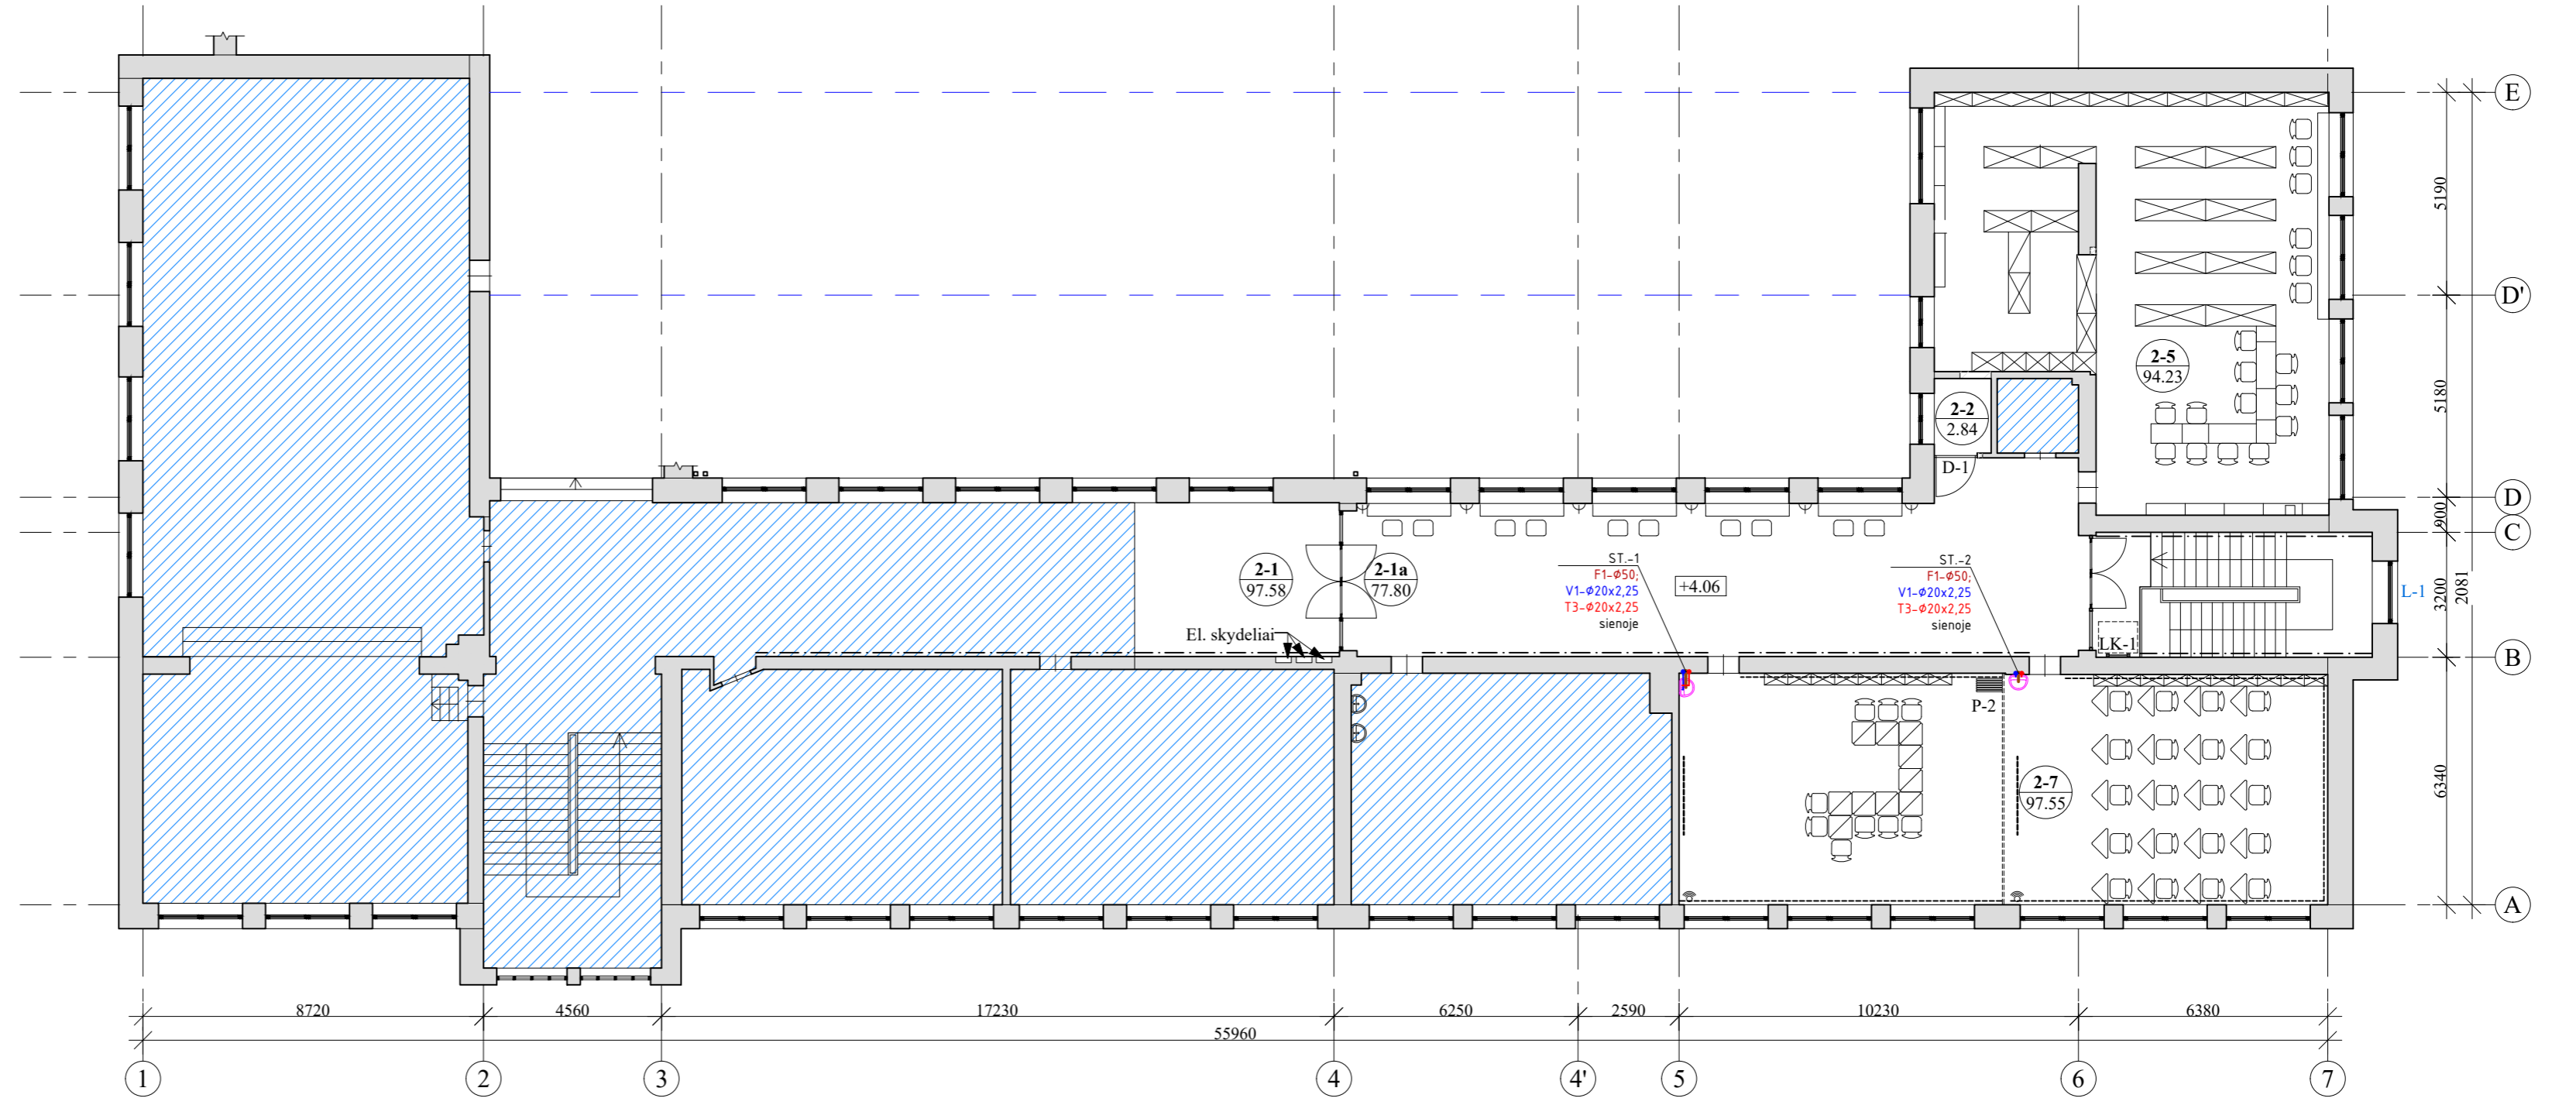 E
5190
D'
2-5
94.23
5180
2-2
2.84
D-1
D
900
C
2-1
97.58
2-1a
77.80
ST.-1
F1-Ø50;
V1-Ø20x2,25
T3-Ø20x2,25
sienoje
+4.06
ST.-2
F1-Ø50;
V1-Ø20x2,25
T3-Ø20x2,25
sienoje
L-1
3200
2081
El. skydeliai
LK-1
B
P-2
2-7
97.55
6340
A
8720
4560
17230
6250
2590
10230
6380
55960
1
2
3
4
4'
5
6
7